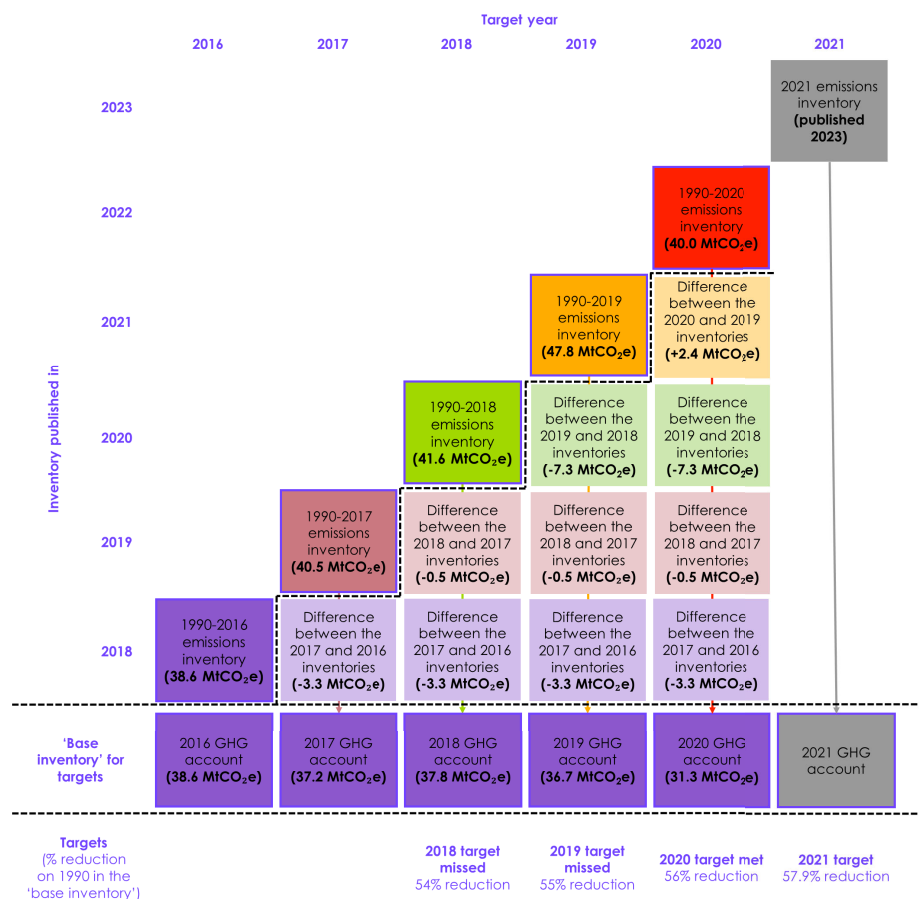 Target year
2016
2017
2018
2019
2020
2021
Inventory published in
2023
2021 emissions
inventory
(published
2023)
2022
1990-2020
emissions
inventory
(40.0 MtCO₂e)
2021
1990-2019
emissions
inventory
(47.8 MtCO₂e)
Difference
between the
2020 and 2019
inventories
(+2.4 MtCO₂e)
2020
1990-2018
emissions
inventory
(41.6 MtCO₂e)
Difference
between the
2019 and 2018
inventories
(-7.3 MtCO₂e)
Difference
between the
2019 and 2018
inventories
(-7.3 MtCO₂e)
2019
1990-2017
emissions
inventory
(40.5 MtCO₂e)
Difference
between the
2018 and 2017
inventories
(-0.5 MtCO₂e)
Difference
between the
2018 and 2017
inventories
(-0.5 MtCO₂e)
Difference
between the
2018 and 2017
inventories
(-0.5 MtCO₂e)
2018
1990-2016
emissions
inventory
(38.6 MtCO₂e)
Difference
between the
2017 and 2016
inventories
(-3.3 MtCO₂e)
Difference
between the
2017 and 2016
inventories
(-3.3 MtCO₂e)
Difference
between the
2017 and 2016
inventories
(-3.3 MtCO₂e)
Difference
between the
2017 and 2016
inventories
(-3.3 MtCO₂e)
‘Base
inventory’ for
targets
2016 GHG
account
(38.6 MtCO₂e)
2017 GHG
account
(37.2 MtCO₂e)
2018 GHG
account
(37.8 MtCO₂e)
2019 GHG
account
(36.7 MtCO₂e)
2020 GHG
account
(31.3 MtCO₂e)
2021 GHG
account
Targets
(% reduction
on 1990 in the
‘base inventory’)
2018 target
missed
54% reduction
2019 target
missed
55% reduction
2020 target met
56% reduction
2021 target
57.9% reduction